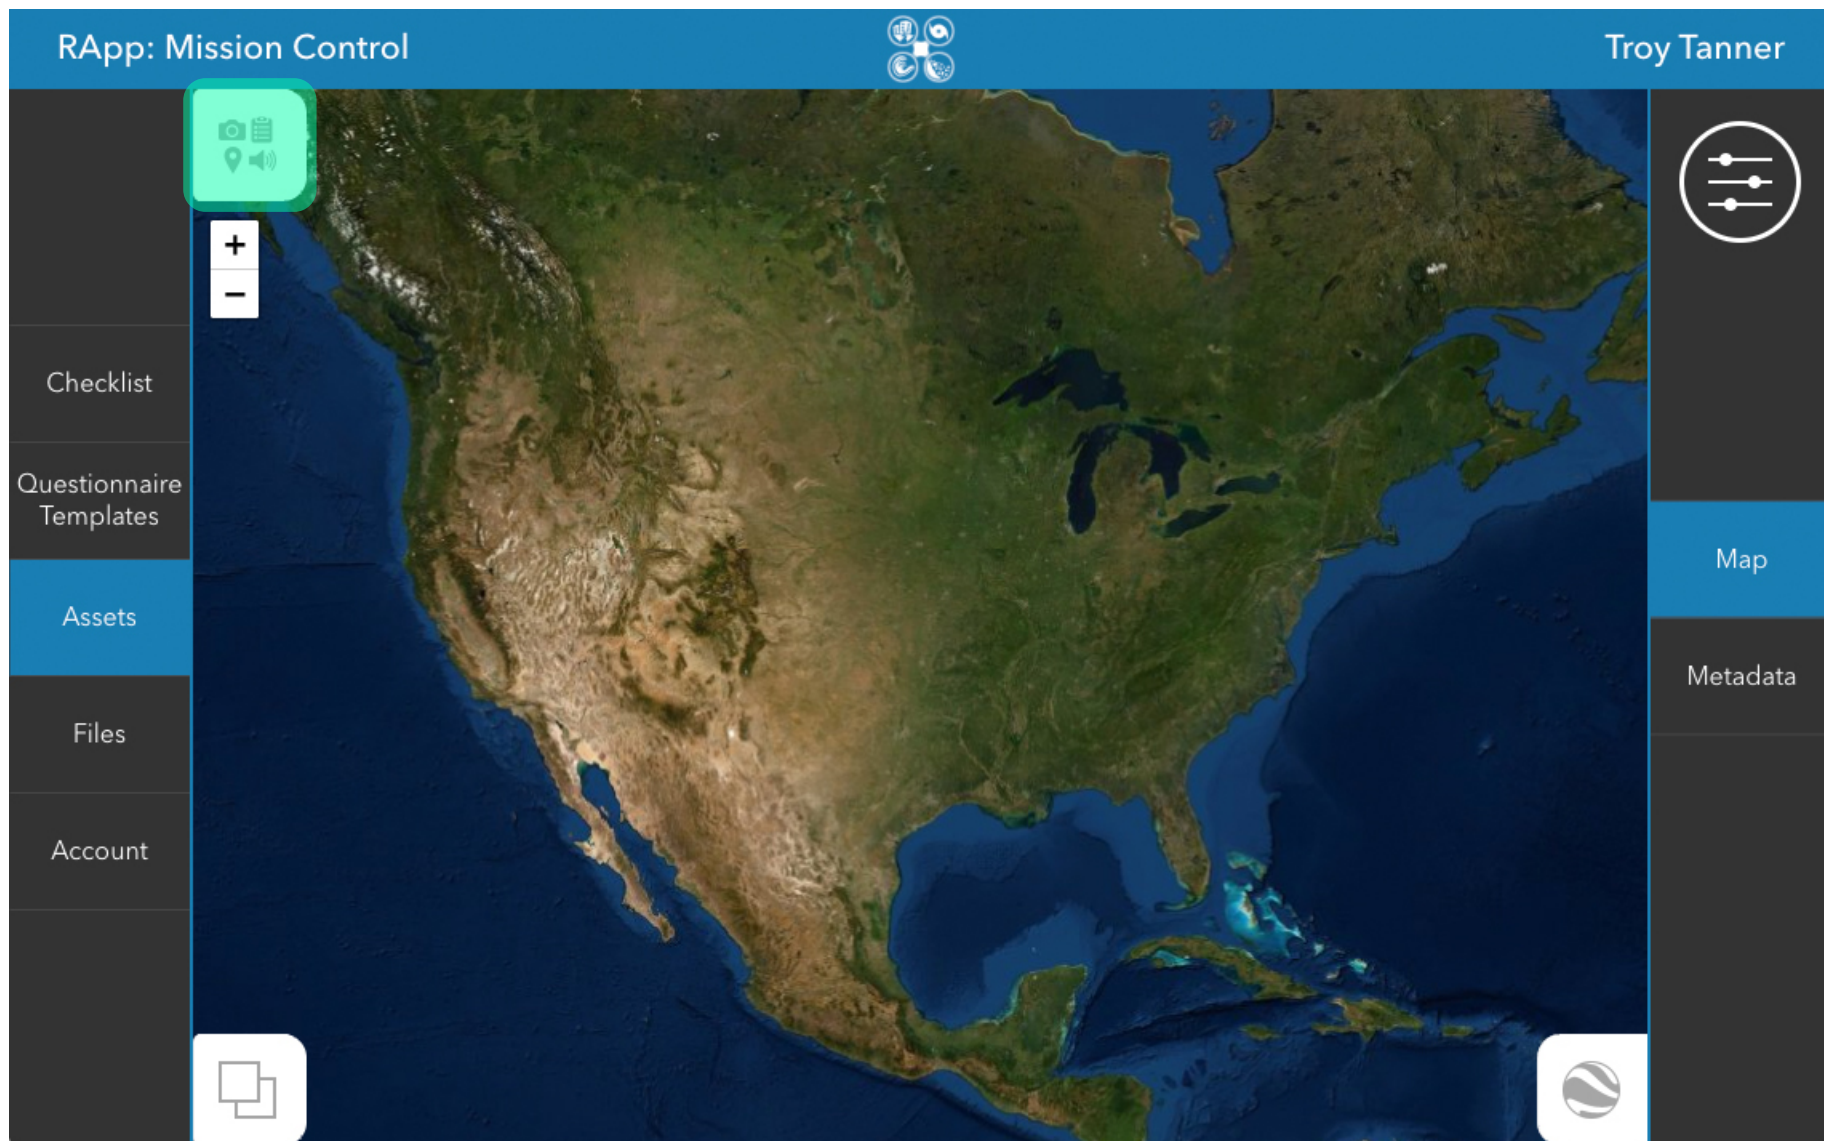 RApp: Mission Control
Troy Tanner
+
−
Checklist
Questionnaire
Templates
Assets
Files
Account
Map
Metadata